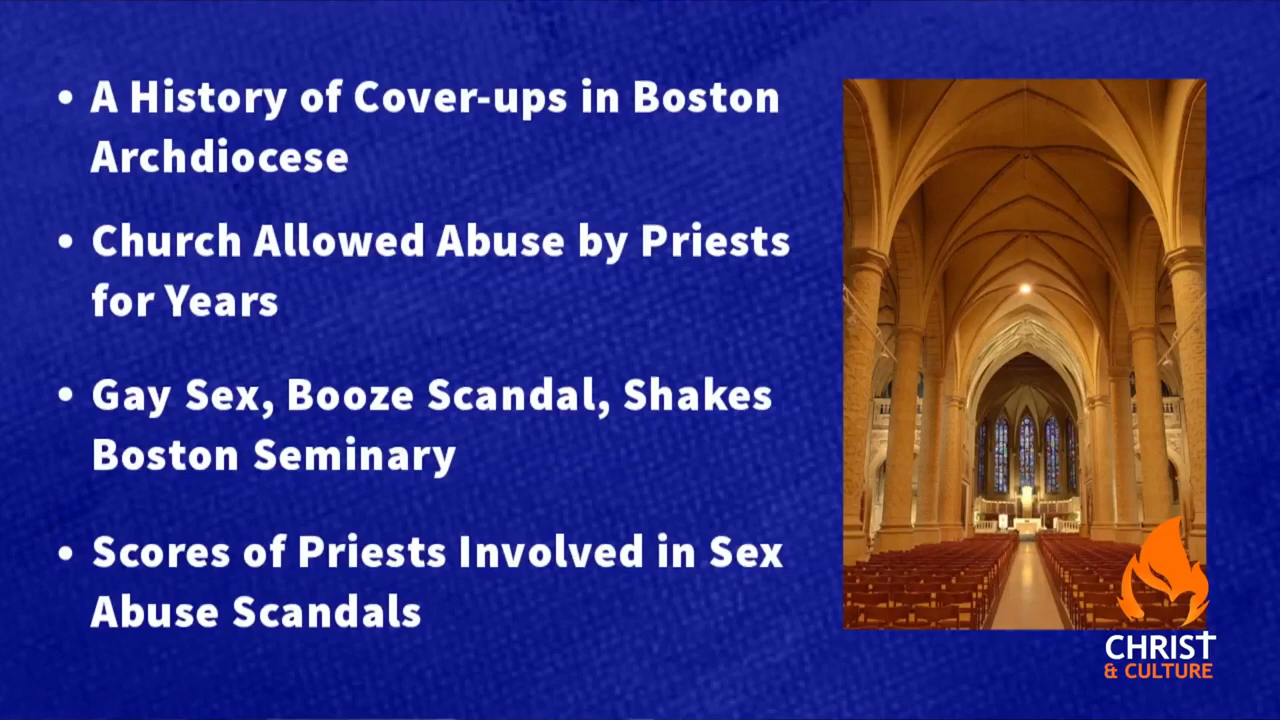 • A History of Cover-ups in Boston
Archdiocese
• Church Allowed Abuse by Priests
for Years
• Gay Sex, Booze Scandal, Shakes
Boston Seminary
• Scores of Priests Involved in Sex
Abuse Scandals
CHRIST
& CULTURE